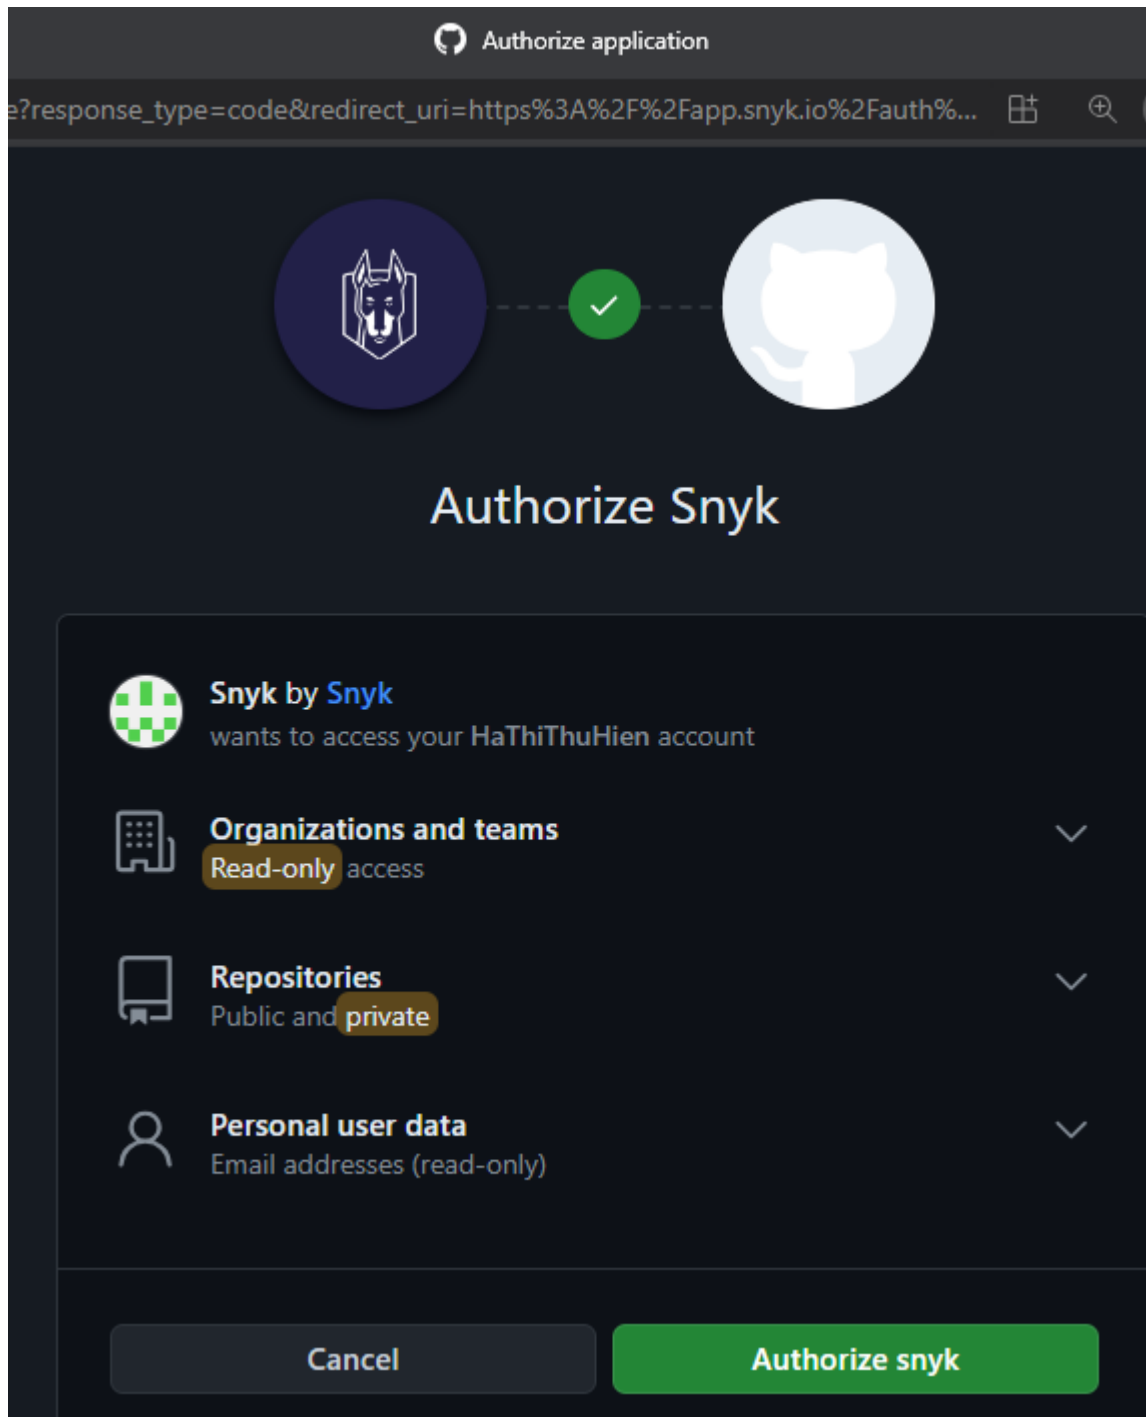 Authorize application
e?response_type=code&redirect_uri=https%3A%2F%2Fapp.snyk.io%2Fauth%...
Authorize Snyk
Snyk by Snyk
wants to access your HaThiThuHien account
Organizations and teams
Read-only access
Repositories
Public and private
Personal user data
Email addresses (read-only)
Cancel
Authorize snyk